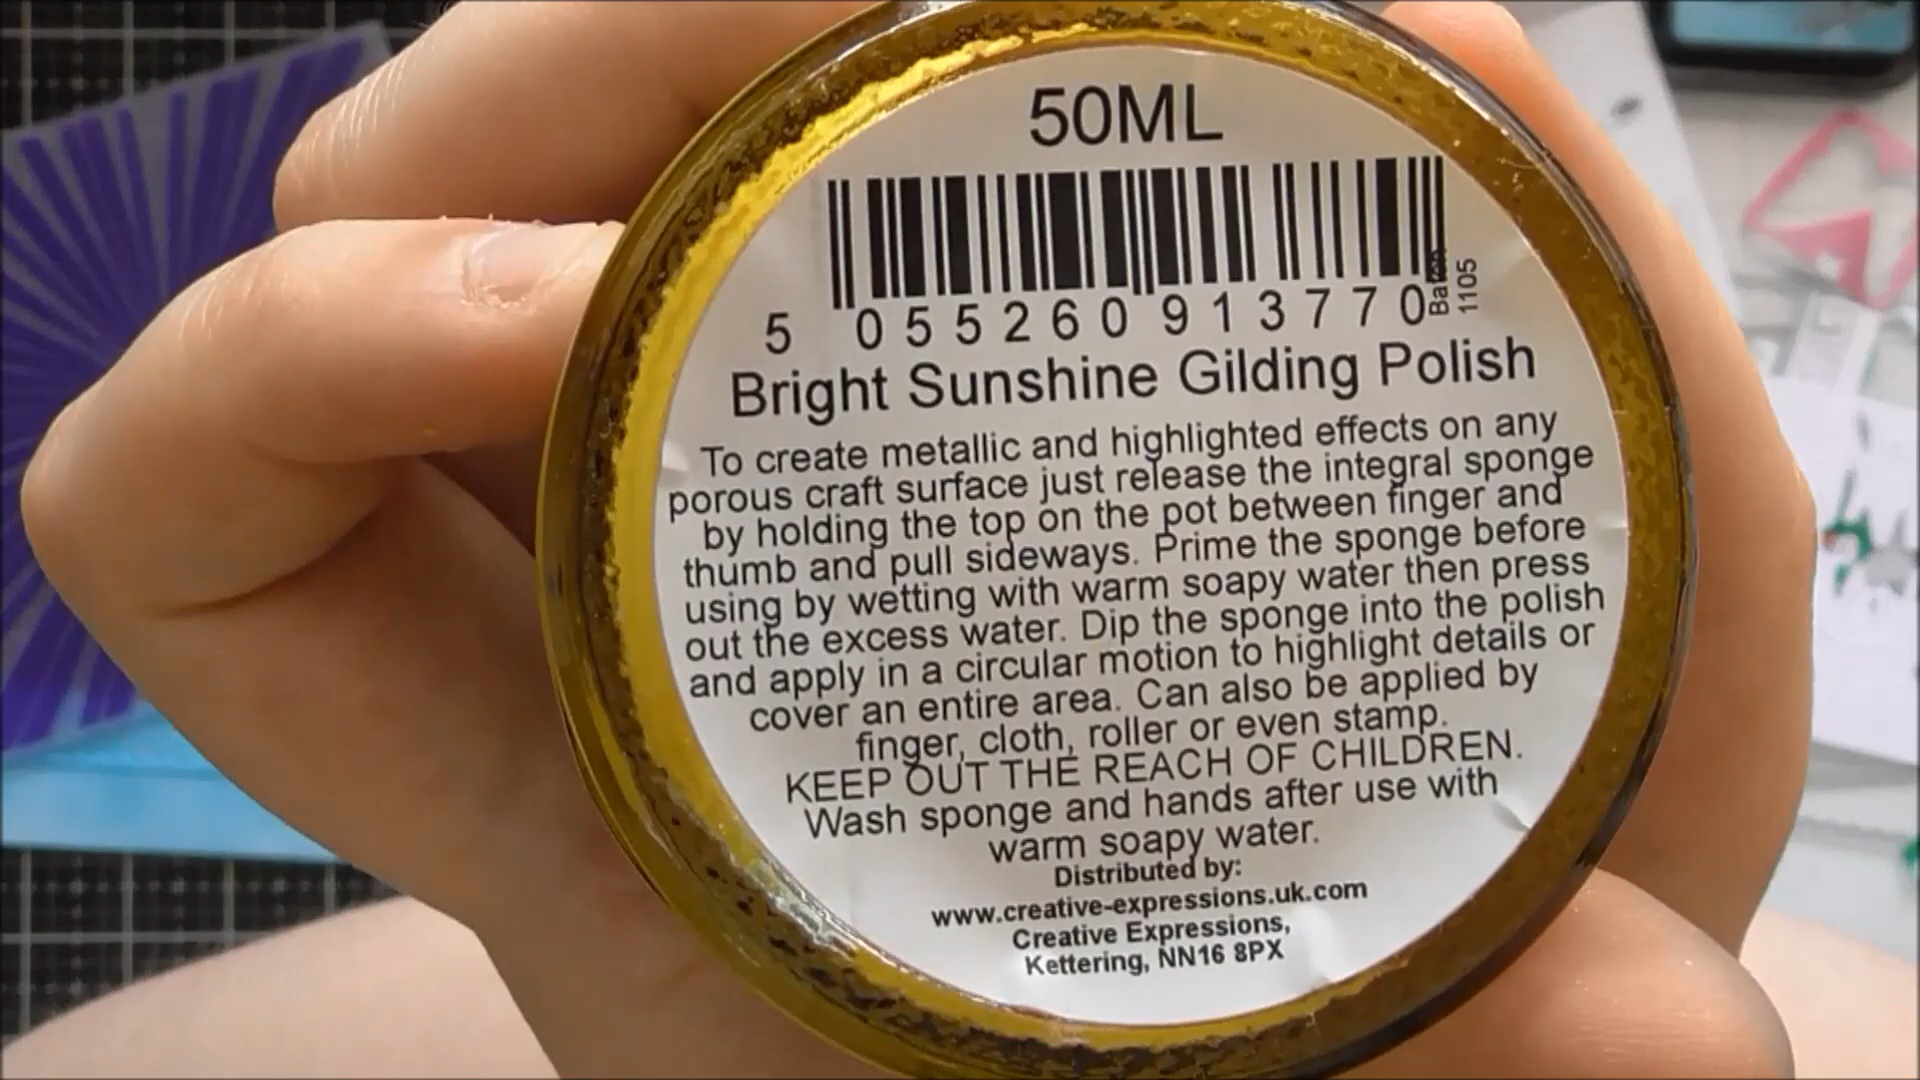 50ML
5 055260 913770
Bright Sunshine Gilding Polish
To create metallic and highlighted effects on any
porous craft surface just release the integral sponge
by holding the top on the pot between finger and
thumb and pull sideways. Prime the sponge before
using by wetting with warm soapy water then press
out the excess water. Dip the sponge into the polish
and apply in a circular motion to highlight details or
cover an entire area. Can also be applied by
finger, cloth, roller or even stamp.
KEEP OUT THE REACH OF CHILDREN.
Wash sponge and hands after use with
warm soapy water.
Distributed by:
www.creative-expressions.uk.com
Creative Expressions,
Kettering, NN16 8PX
1105